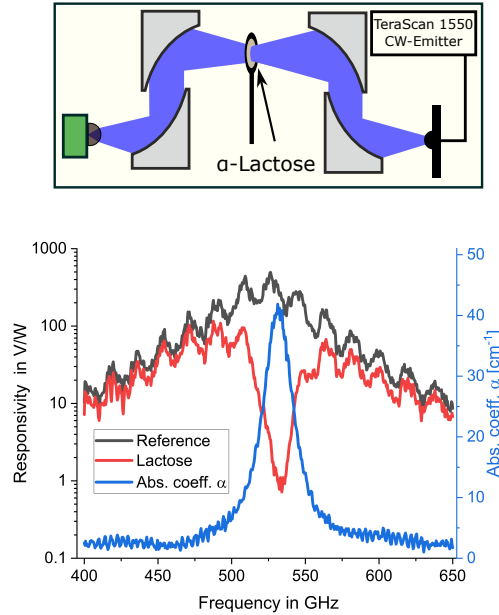 TeraScan 1550
CW-Emitter
α-Lactose
1000
100
10
1
0.1
Responsivity in V/W
50
40
30
20
10
0
Abs. coeff. α [cm⁻¹]
Reference
Lactose
Abs. coeff. α
400
450
500
550
600
650
Frequency in GHz